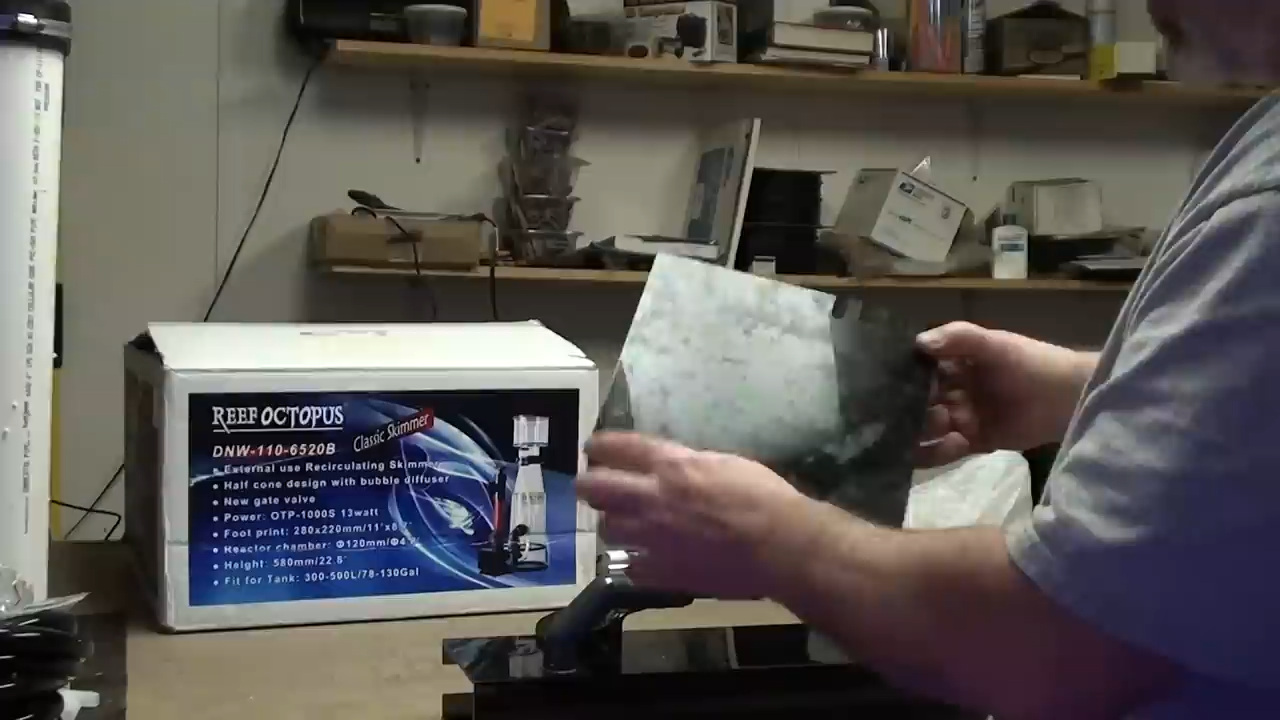 REEF OCTOPUS
Classic Skimmer
DNW-110-6520B
• External use Recirculating Skimmer
• Half cone design with bubble diffuser
• New gate valve
• Power: OTP-1000S 13watt
• Foot print: 280x220mm/11"x8.7"
• Reactor chamber: Φ120mm/Φ4.7"
• Height: 580mm/22.5"
• Fit for Tank: 300-500L/78-130Gal